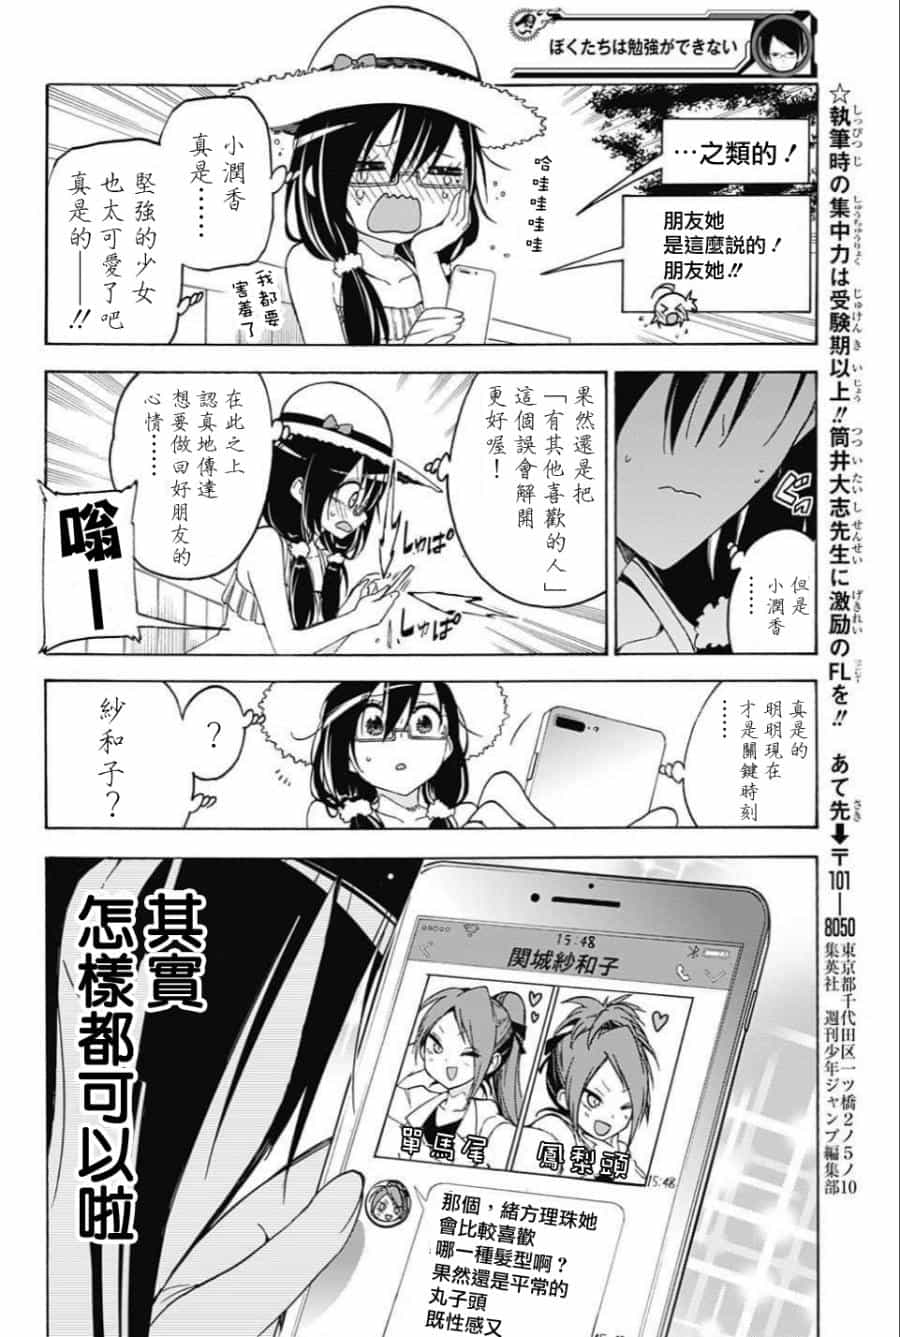 ぼくたちは勉強ができない
…之類的！
朋友她
是這麼説的！
朋友她!!
哈哇哇哇哇
小潤香
真是……
堅強的少女
也太可愛了吧
真是的——!!
我都要
害羞了
但是
小潤香
……
果然還是把
「有其他喜歡的人」
這個誤會解開
更好喔！
しゅぱっ
しゅぱっ
在此之上
認真地傳達
想要做回好朋友的
心情……
嗡ー
真是的
明明現在
才是關鍵時刻
……
？
紗和子？
其實
怎樣都可以啦
15:48
関城紗和子
單馬尾
鳳梨頭
15:48
那個，緒方理珠她
會比較喜歡
哪一種髮型啊？
果然還是平常的
丸子頭
既性感又
☆執筆時の集中力は受験期以上!!筒井大志先生に激励のFLを!!　あて先➡〒101—8050
東京都千代田区一ツ橋2ノ5ノ10
集英社　週刊少年ジャンプ編集部